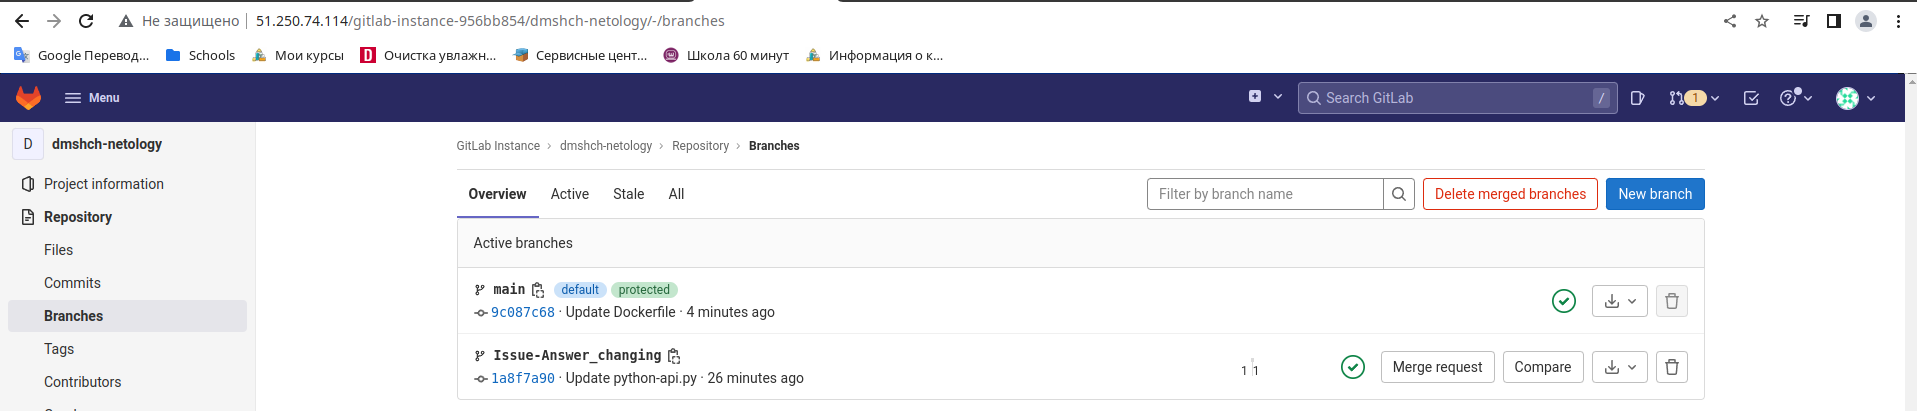 Не защищено 51.250.74.114/gitlab-instance-956bb854/dmshch-netology/-/branches
Google Перевод... Schools Мои курсы Очистка увлажн... Сервисные цент... Школа 60 минут Информация о к...
Menu Search GitLab / 1
D dmshch-netology
Project information
Repository
Files
Commits
Branches
Tags
Contributors
GitLab Instance › dmshch-netology › Repository › Branches
Overview Active Stale All Filter by branch name Delete merged branches New branch
Active branches
main default protected
9c087c68 · Update Dockerfile · 4 minutes ago
Issue-Answer_changing
1a8f7a90 · Update python-api.py · 26 minutes ago
1 1 Merge request Compare